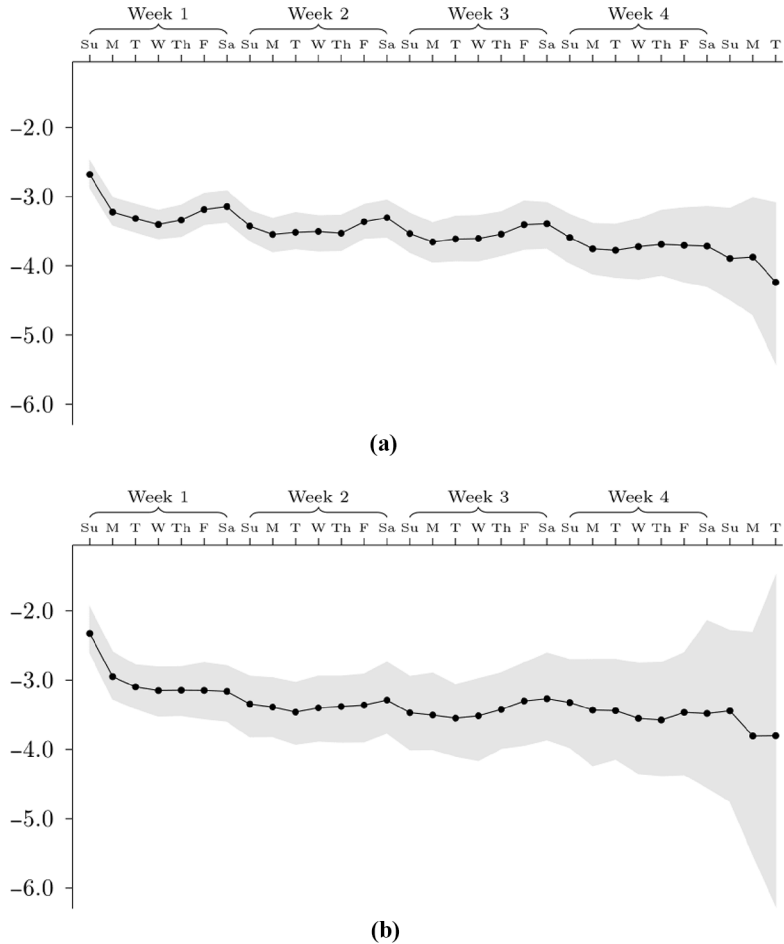 Week 1 Week 2 Week 3 Week 4
Su M T W Th F Sa Su M T W Th F Sa Su M T W Th F Sa Su M T W Th F Sa Su M T
–2.0
–3.0
–4.0
–5.0
–6.0
(a)
Week 1 Week 2 Week 3 Week 4
Su M T W Th F Sa Su M T W Th F Sa Su M T W Th F Sa Su M T W Th F Sa Su M T
–2.0
–3.0
–4.0
–5.0
–6.0
(b)